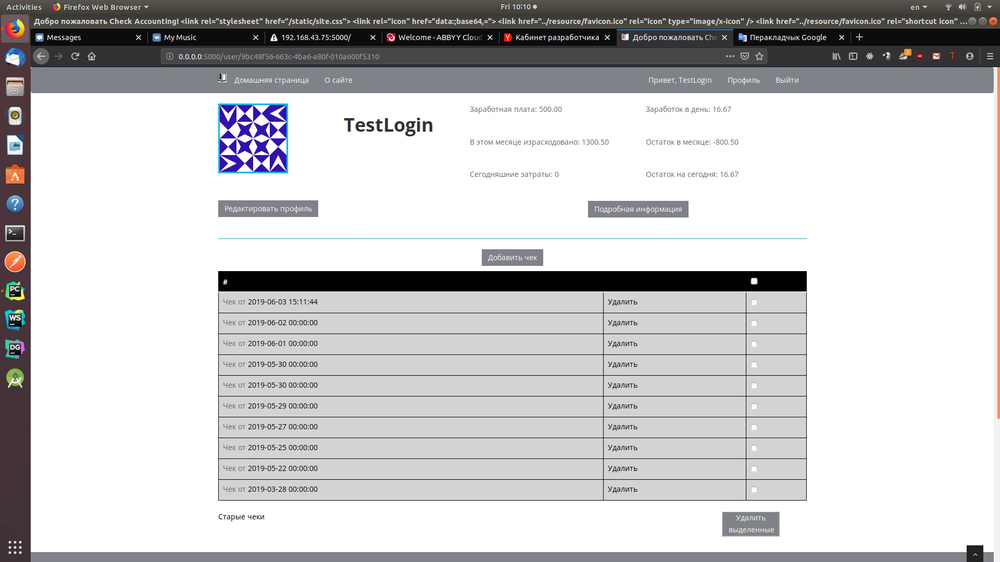 Activities Firefox Web Browser Fri 10:10 en
Добро пожаловать Check Accounting! <link rel="stylesheet" href="/static/site.css"> <link rel="icon" href="data:;base64,="> <link href="../resource/favicon.ico" rel="icon" type="image/x-icon" /> <link href="../resource/favicon.ico" rel="shortcut icon" ...
Messages My Music 192.168.43.75:5000/ Welcome - ABBYY Cloud Кабинет разработчика Добро пожаловать Che Перакладчык Google
0.0.0.0:5000/user/9bc48f56-663c-4ba6-a80f-010a600f5310
2
Домашняя страница О сайте Привет, TestLogin Профиль Выйти
TestLogin
Заработная плата: 500.00 Заработок в день: 16.67
В этом месяце израсходовано: 1300.50 Остаток в месяце: -800.50
Сегодняшние затраты: 0 Остаток на сегодня: 16.67
Редактировать профиль Подробная информация
Добавить чек
#
Чек от 2019-06-03 15:11:44 Удалить
Чек от 2019-06-02 00:00:00 Удалить
Чек от 2019-06-01 00:00:00 Удалить
Чек от 2019-05-30 00:00:00 Удалить
Чек от 2019-05-30 00:00:00 Удалить
Чек от 2019-05-29 00:00:00 Удалить
Чек от 2019-05-27 00:00:00 Удалить
Чек от 2019-05-25 00:00:00 Удалить
Чек от 2019-05-22 00:00:00 Удалить
Чек от 2019-03-28 00:00:00 Удалить
Старые чеки
Удалить
выделенные
PC
WS
DG